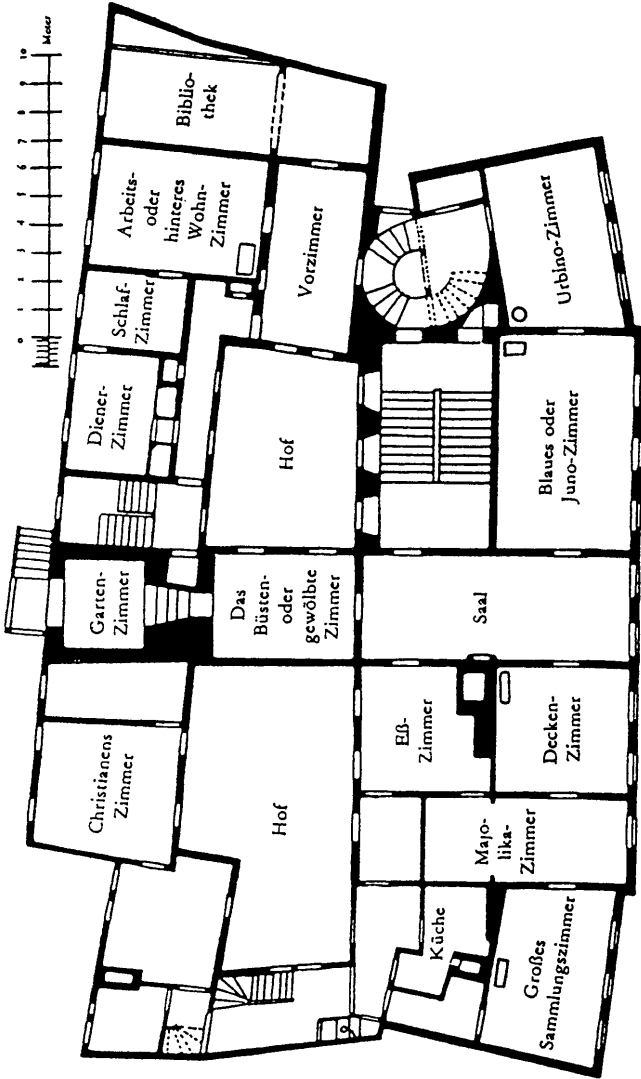 0 1 2 3 4 5 6 7 8 9 10 Meter
Christianens
Zimmer
Garten-
Zimmer
Diener-
Zimmer
Schlaf-
Zimmer
Arbeits-
oder
hinteres
Wohn-
Zimmer
Biblio-
thek
Hof
Das
Büsten-
oder
gewölbte
Zimmer
Hof
Vorzimmer
Küche
Eß-
Zimmer
Saal
Großes
Sammlungszimmer
Majo-
lika-
Zimmer
Decken-
Zimmer
Blaues oder
Juno-Zimmer
Urbino-Zimmer